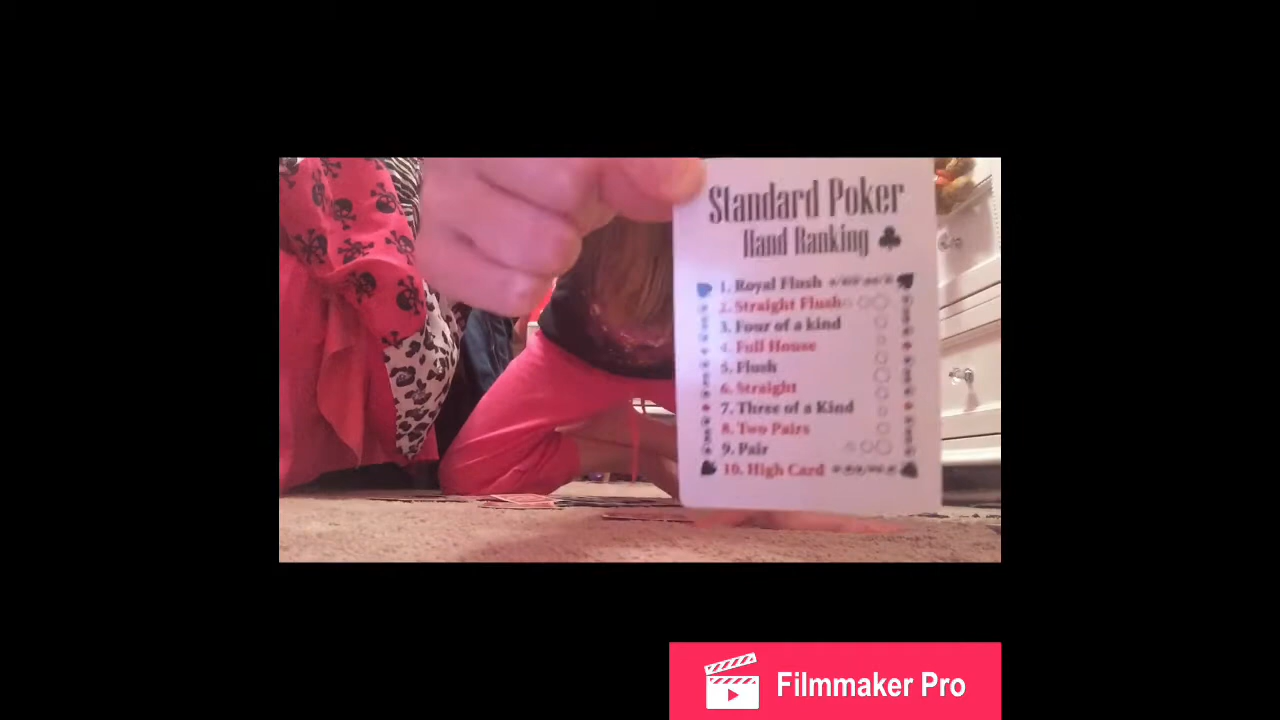 Standard Poker
Hand Ranking
1. Royal Flush
2. Straight Flush
3. Four of a kind
4. Full House
5. Flush
6. Straight
7. Three of a Kind
8. Two Pairs
9. Pair
10. High Card
Filmmaker Pro